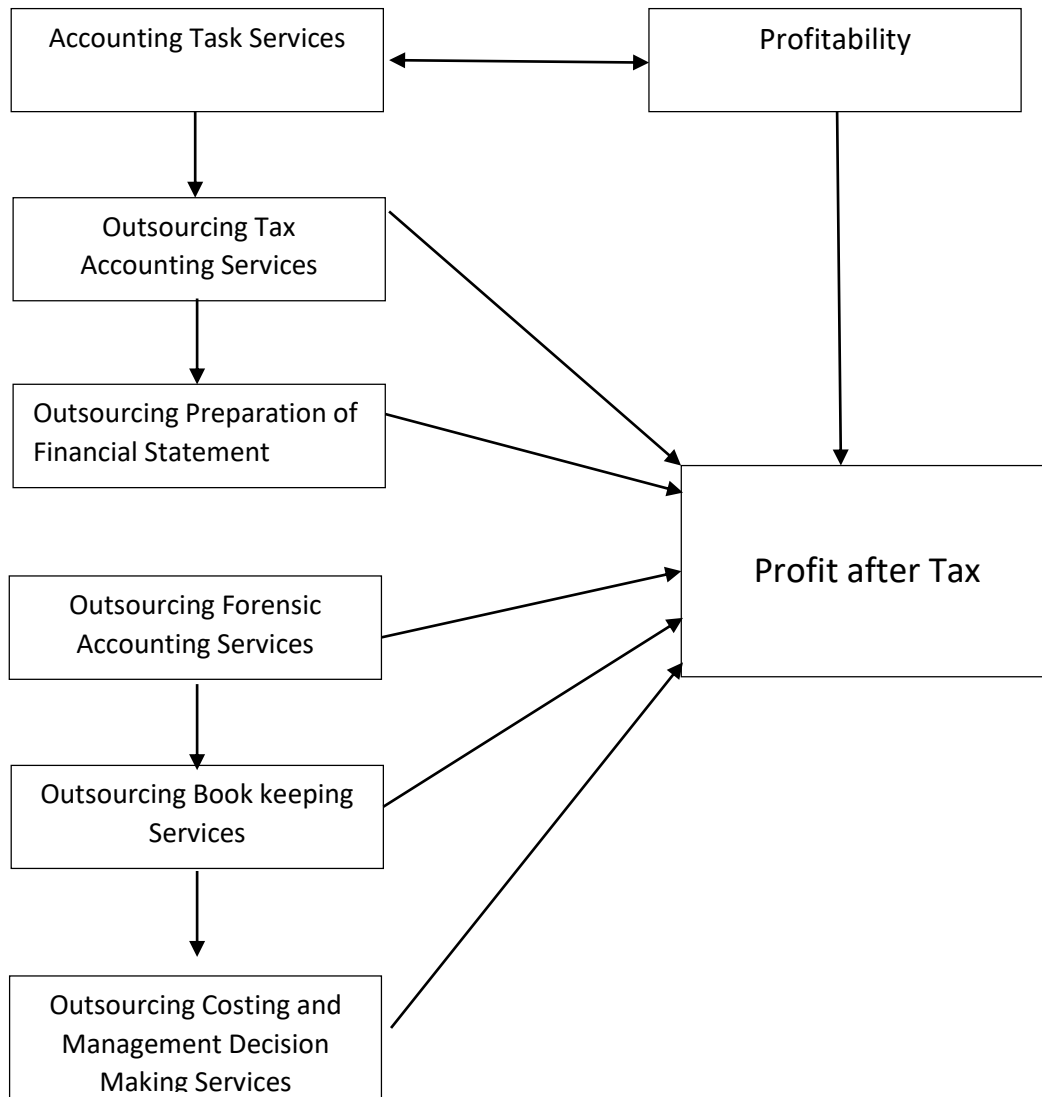 Accounting Task Services
Profitability
Outsourcing Tax
Accounting Services
Outsourcing Preparation of
Financial Statement
Profit after Tax
Outsourcing Forensic
Accounting Services
Outsourcing Book keeping
Services
Outsourcing Costing and
Management Decision
Making Services